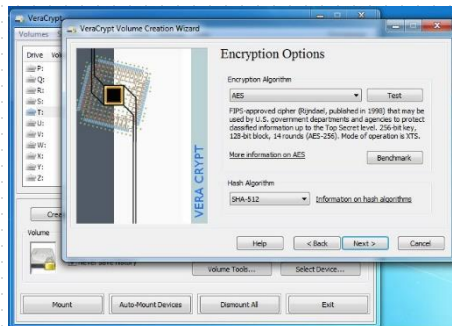 VeraCrypt
Volumes
Drive
P:
Q:
R:
S:
T:
U:
V:
W:
X:
Y:
Z:
Volume
Never save history
Volume Tools...
Select Device...
Mount
Auto-Mount Devices
Dismount All
Exit
VeraCrypt Volume Creation Wizard
VERA CRYPT
Encryption Options
Encryption Algorithm
AES
Test
FIPS-approved cipher (Rijndael, published in 1998) that may be
used by U.S. government departments and agencies to protect
classified information up to the Top Secret level. 256-bit key,
128-bit block, 14 rounds (AES-256). Mode of operation is XTS.
More information on AES
Benchmark
Hash Algorithm
SHA-512
Information on hash algorithms
Help
< Back
Next >
Cancel